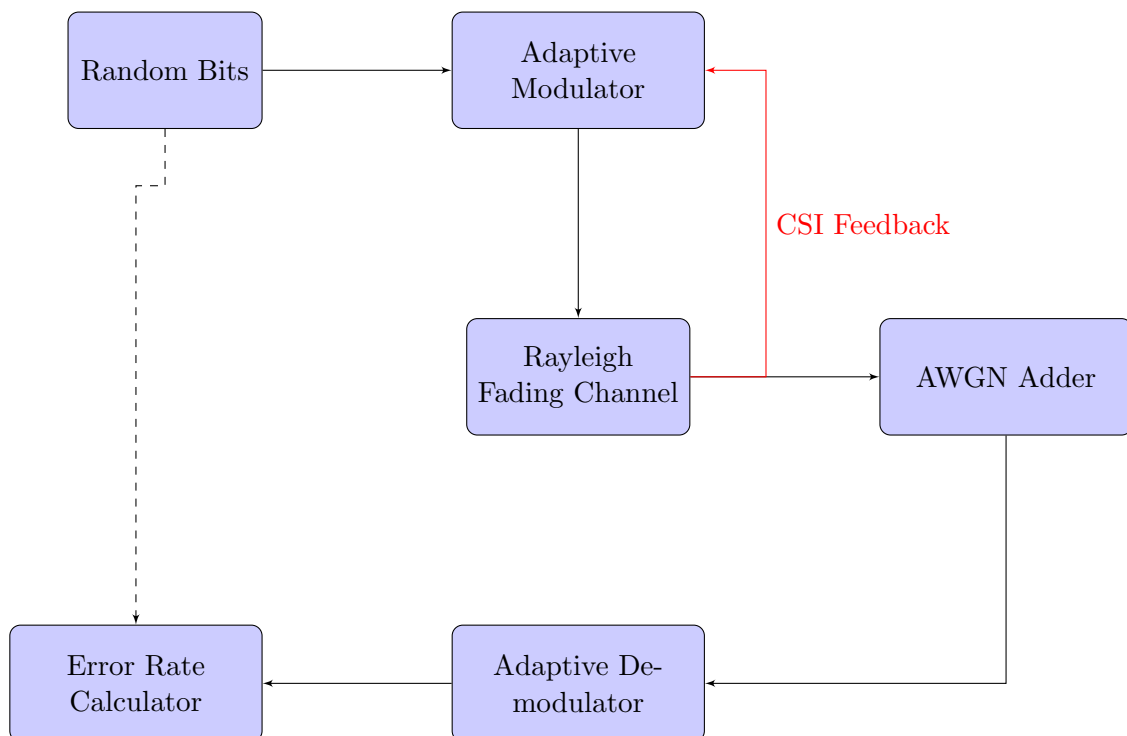 Random Bits
Adaptive
Modulator
CSI Feedback
Rayleigh
Fading Channel
AWGN Adder
Error Rate
Calculator
Adaptive De-
modulator